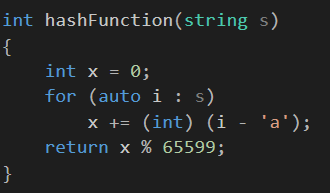 int hashFunction(string s)
{
    int x = 0;
    for (auto i : s)
        x += (int) (i - 'a');
    return x % 65599;
}